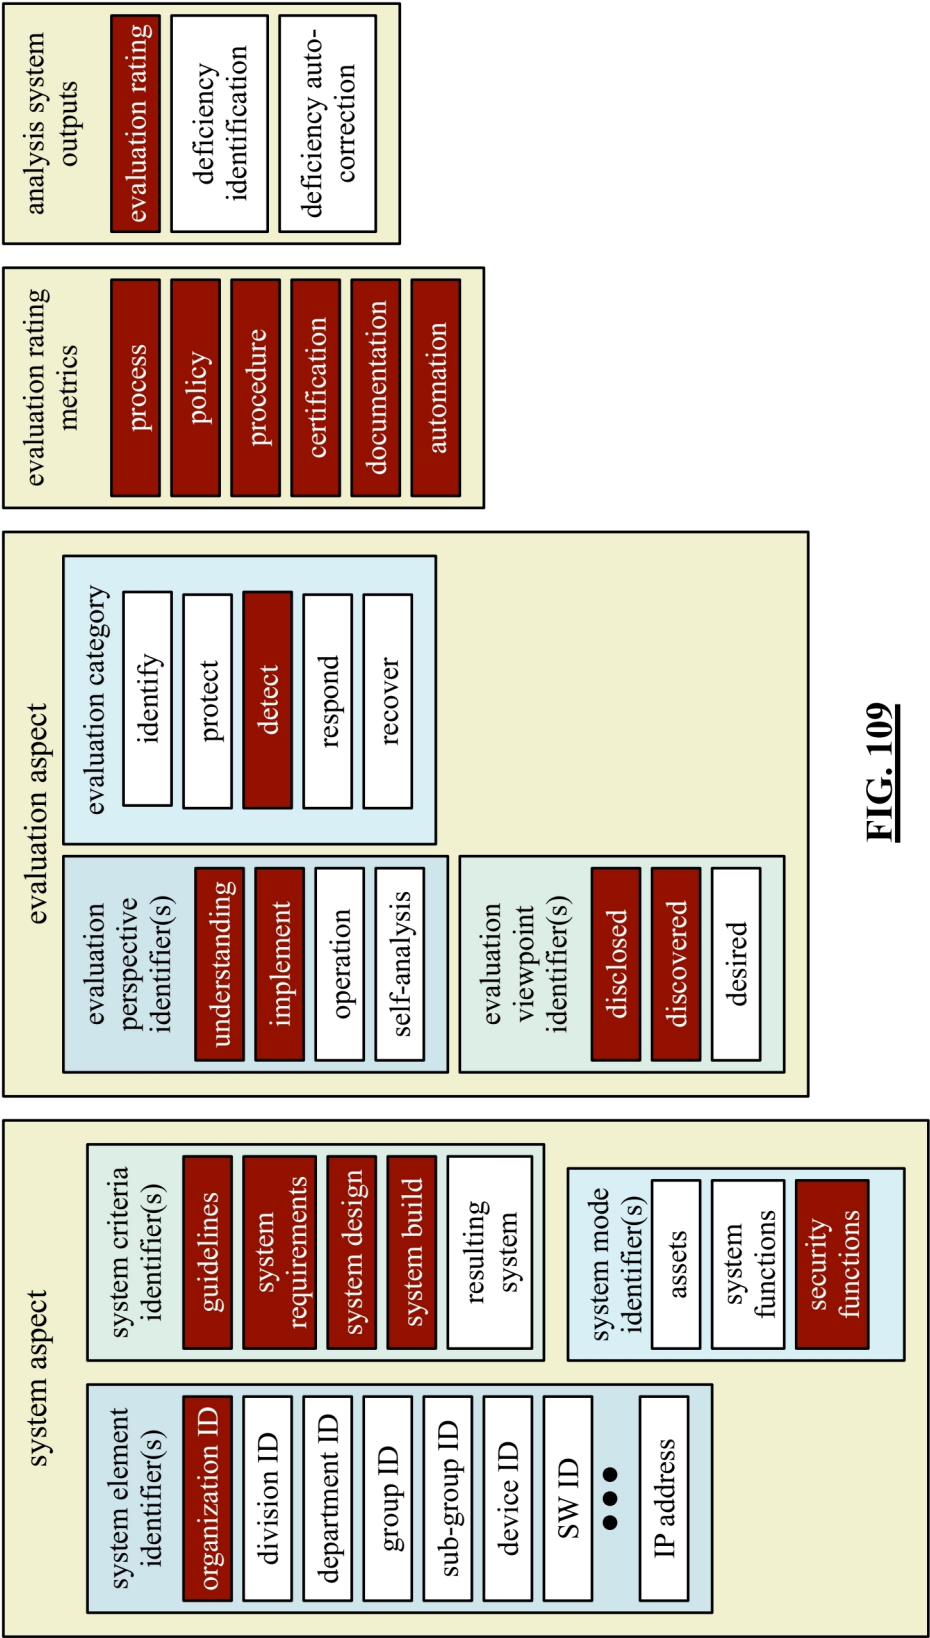 system aspect
system element
identifier(s)
organization ID
division ID
department ID
group ID
sub-group ID
device ID
SW ID
IP address
system criteria
identifier(s)
guidelines
system
requirements
system design
system build
resulting
system
system mode
identifier(s)
assets
system
functions
security
functions
evaluation aspect
evaluation
perspective
identifier(s)
understanding
implement
operation
self-analysis
evaluation category
identify
protect
detect
respond
recover
evaluation
viewpoint
identifier(s)
disclosed
discovered
desired
evaluation rating
metrics
process
policy
procedure
certification
documentation
automation
analysis system
outputs
evaluation rating
deficiency
identification
deficiency auto-
correction
FIG. 109